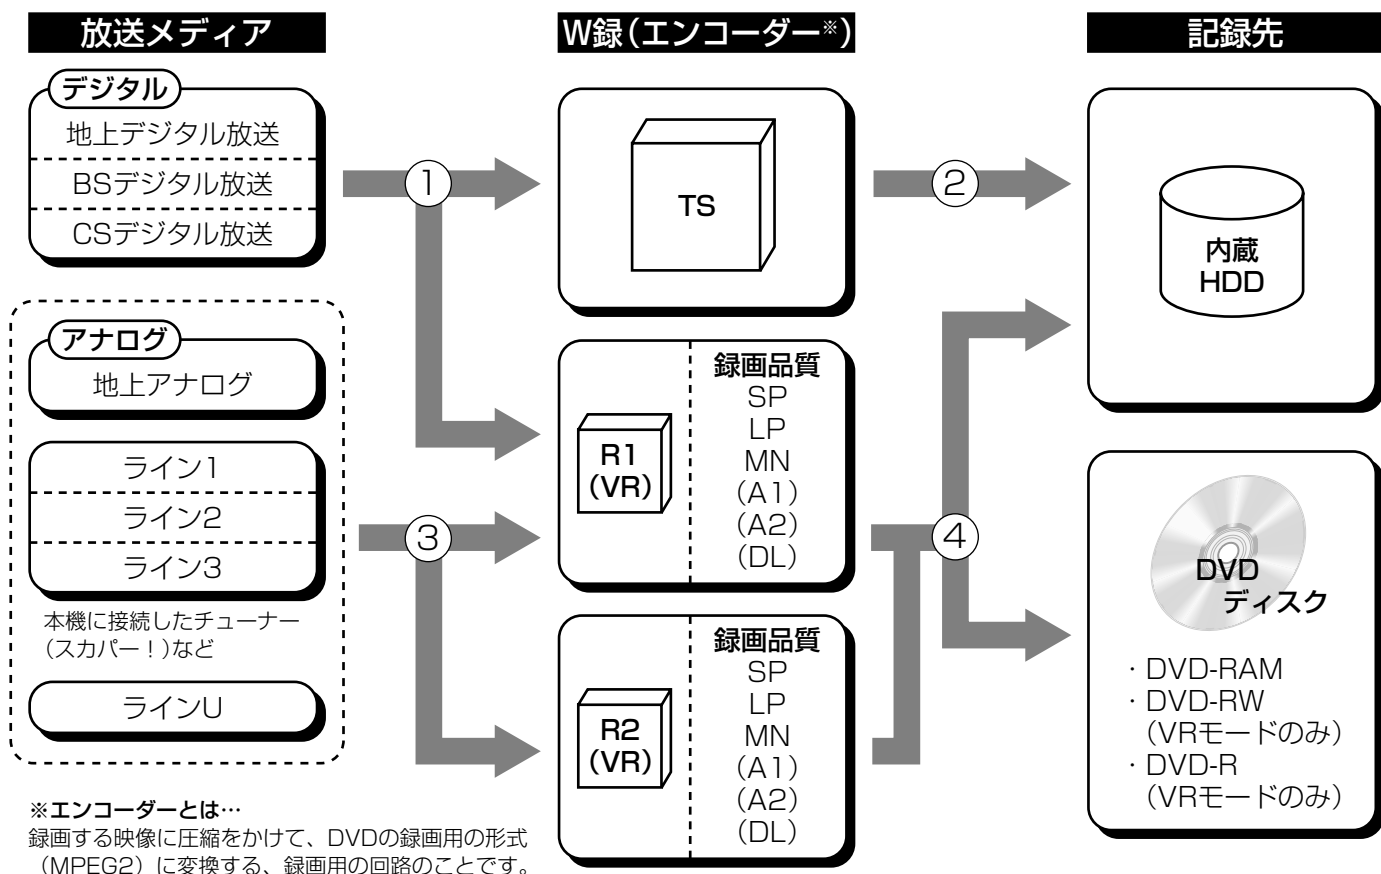 放送メディア
デジタル
地上デジタル放送
BSデジタル放送
CSデジタル放送
アナログ
地上アナログ
ライン1
ライン2
ライン3
本機に接続したチューナー
(スカパー！)など
ラインU
※エンコーダーとは…
録画する映像に圧縮をかけて、DVDの録画用の形式
（MPEG2）に変換する、録画用の回路のことです。
①
③
W録(エンコーダー※)
TS
R1
(VR)
録画品質
SP
LP
MN
(A1)
(A2)
(DL)
R2
(VR)
録画品質
SP
LP
MN
(A1)
(A2)
(DL)
②
④
記録先
内蔵
HDD
DVD
ディスク
・DVD-RAM
・DVD-RW
(VRモードのみ)
・DVD-R
(VRモードのみ)